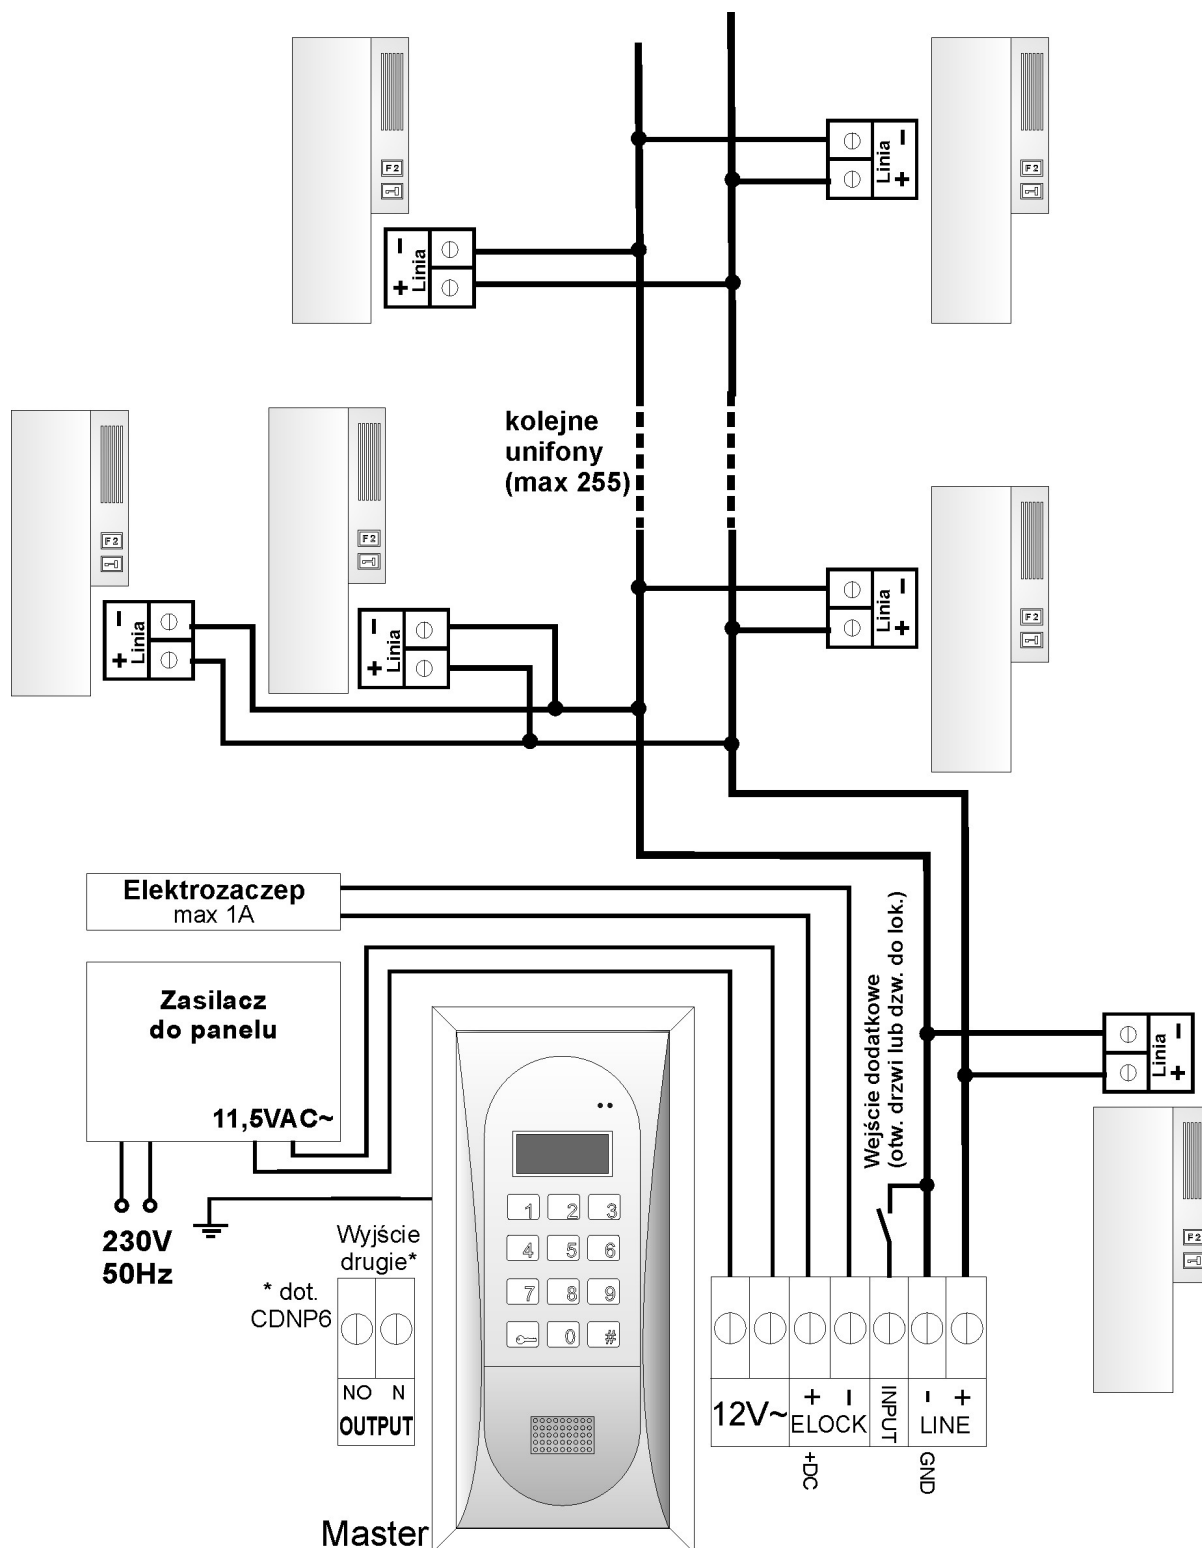 F2
-
+
Linia
F2
-
+
Linia
kolejne
unifony
(max 255)
F2
-
+
Linia
F2
-
+
Linia
F2
-
+
Linia
Elektrozaczep
max 1A
Zasilacz
do panelu
11,5VAC~
230V
50Hz
Wejście dodatkowe
(otw. drzwi lub dzw. do lok.)
-
+
Linia
F2
Wyjście
drugie*
* dot.
CDNP6
NO N
OUTPUT
1 2 3
4 5 6
7 8 9
0 #
Master
12V~
+ -
ELOCK
+DC
INPUT
- +
LINE
GND